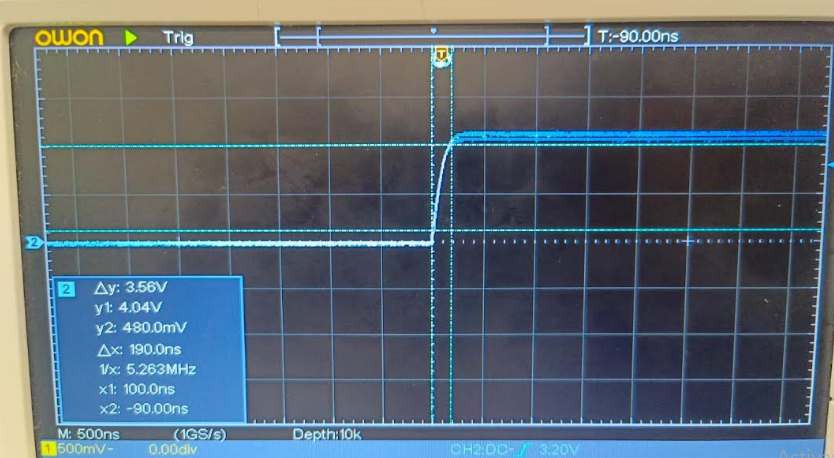 owon Trig T:-90.00ns
T
2
2 Δy: 3.56V
y1: 4.04V
y2: 480.0mV
Δx: 190.0ns
1/x: 5.263MHz
x1: 100.0ns
x2: -90.00ns
M: 500ns (1GS/s) Depth:10k
1 500mV~ 0.00div CH2:DC- 3.20V
Activa